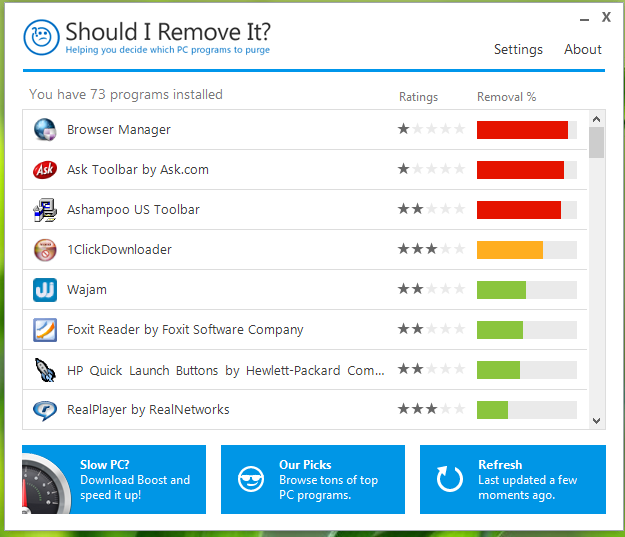 Should I Remove It?
Helping you decide which PC programs to purge
X
Settings About
You have 73 programs installed Ratings Removal %
Browser Manager
Ask Ask Toolbar by Ask.com
Ashampoo US Toolbar
1ClickDownloader
Wajam
Foxit Reader by Foxit Software Company
HP Quick Launch Buttons by Hewlett-Packard Com...
RealPlayer by RealNetworks
Slow PC?
Download Boost and
speed it up!
Our Picks
Browse tons of top
PC programs.
Refresh
Last updated a few
moments ago.